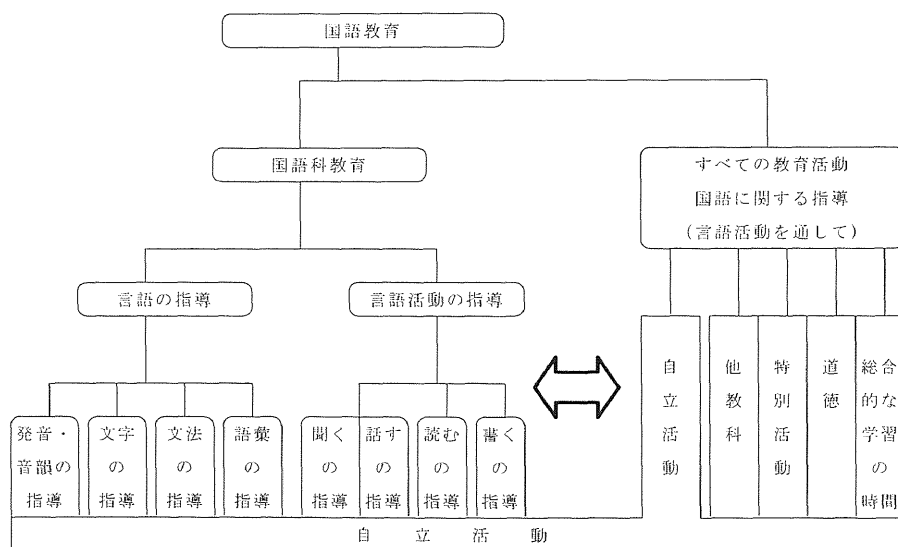 国語教育
国語科教育
すべての教育活動
国語に関する指導
(言語活動を通して)
言語の指導
言語活動の指導
発音・音韻の指導
文字の指導
文法の指導
語彙の指導
聞くの指導
話すの指導
読むの指導
書くの指導
自立活動
他教科
特別活動
道徳
総合的な学習の時間
自立活動